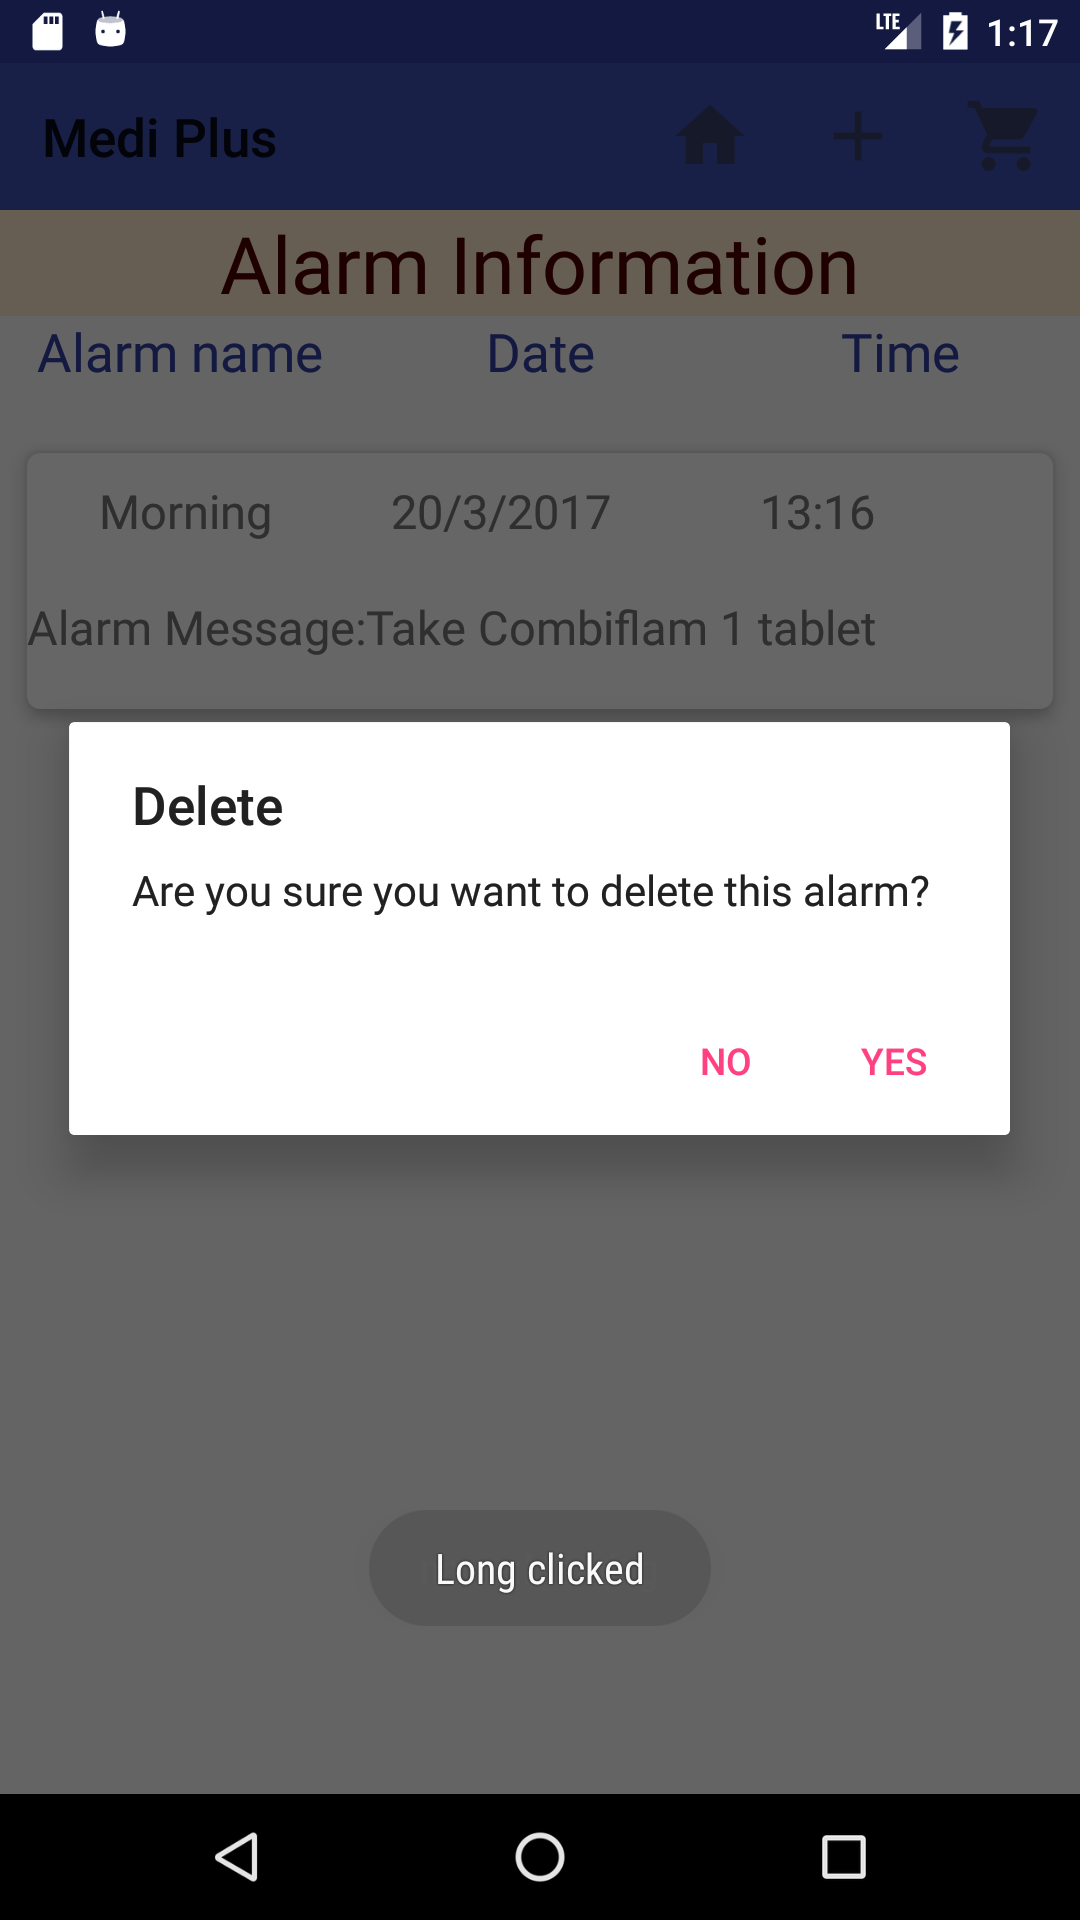 LTE 1:17
Medi Plus
Alarm Information
Alarm name Date Time
Morning 20/3/2017 13:16
Alarm Message:Take Combiflam 1 tablet
Delete
Are you sure you want to delete this alarm?
NO YES
Long clicked